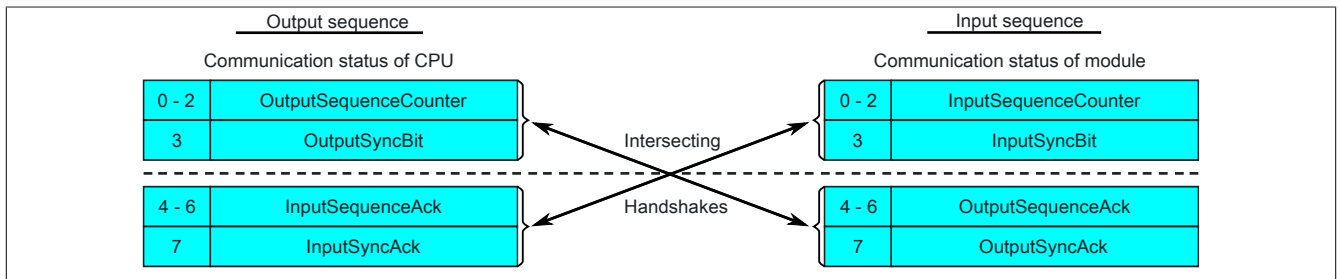 Output sequence
Input sequence
Communication status of CPU
Communication status of module
0 - 2 OutputSequenceCounter
0 - 2 InputSequenceCounter
3 OutputSyncBit
3 InputSyncBit
Intersecting
Handshakes
4 - 6 InputSequenceAck
4 - 6 OutputSequenceAck
7 InputSyncAck
7 OutputSyncAck